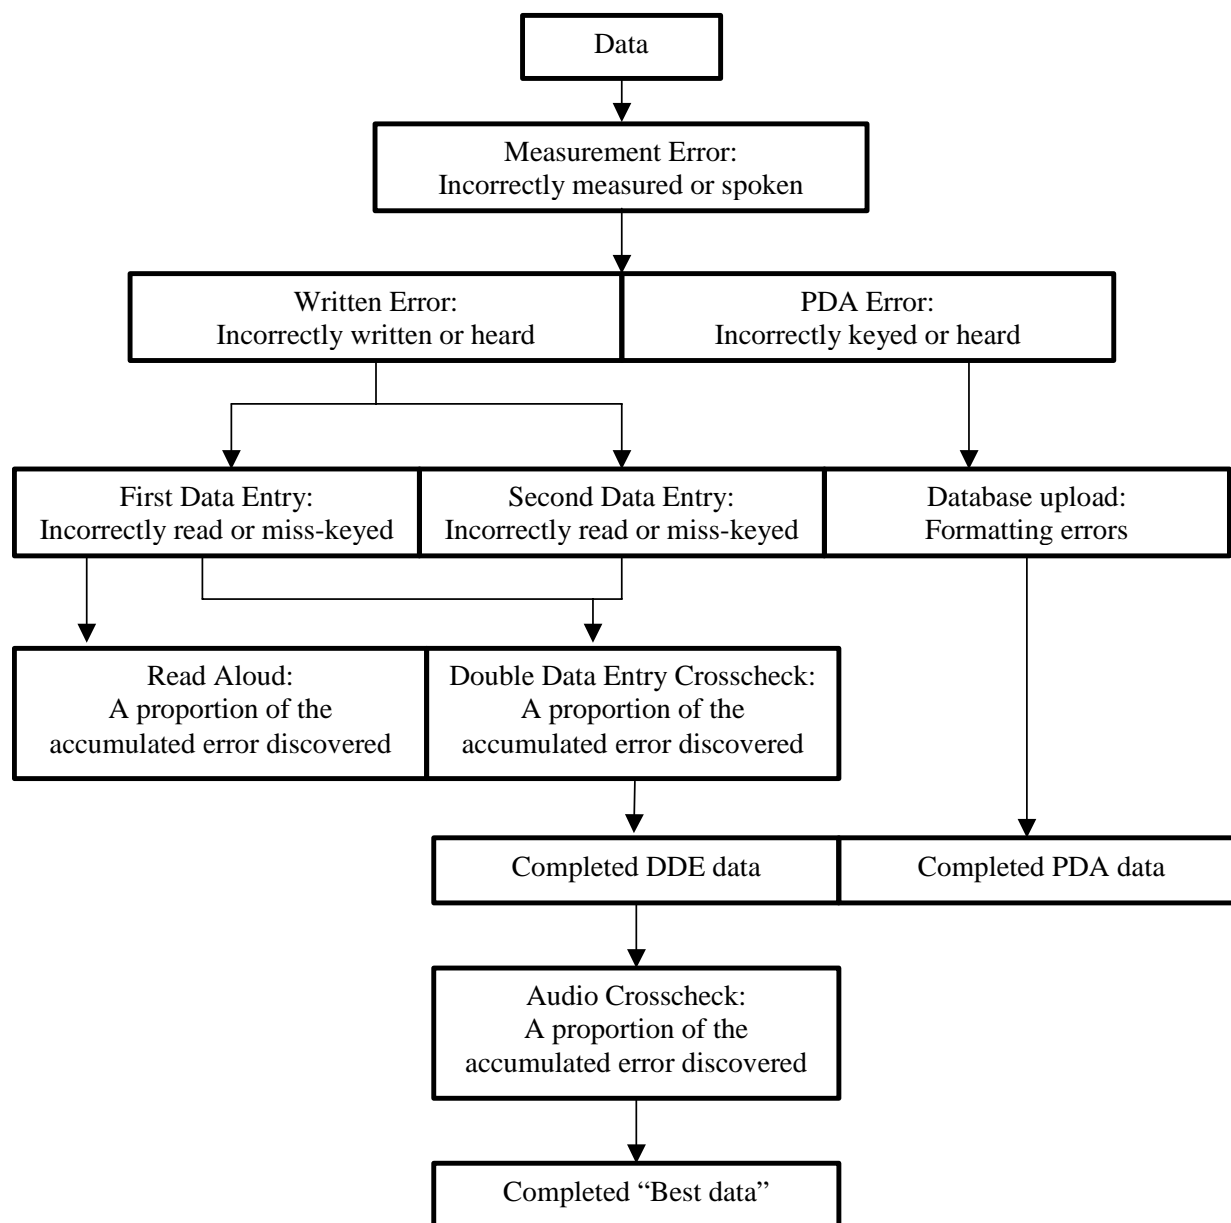 Data
Measurement Error:
Incorrectly measured or spoken
Written Error:
Incorrectly written or heard
PDA Error:
Incorrectly keyed or heard
First Data Entry:
Incorrectly read or miss-keyed
Second Data Entry:
Incorrectly read or miss-keyed
Database upload:
Formatting errors
Read Aloud:
A proportion of the
accumulated error discovered
Double Data Entry Crosscheck:
A proportion of the
accumulated error discovered
Completed DDE data
Completed PDA data
Audio Crosscheck:
A proportion of the
accumulated error discovered
Completed “Best data”